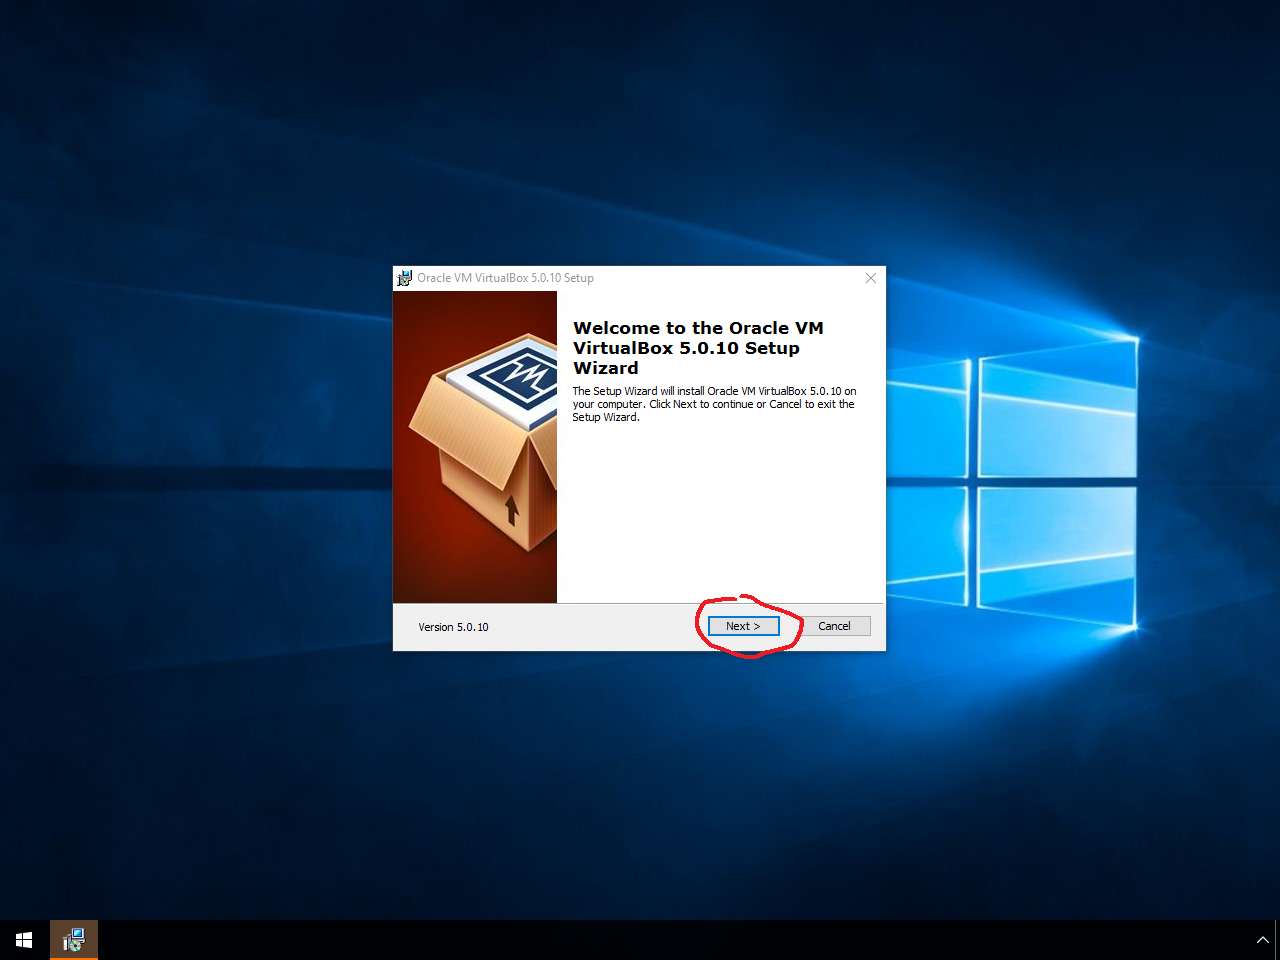 Oracle VM VirtualBox 5.0.10 Setup
Welcome to the Oracle VM
VirtualBox 5.0.10 Setup
Wizard
The Setup Wizard will install Oracle VM VirtualBox 5.0.10 on
your computer. Click Next to continue or Cancel to exit the
Setup Wizard.
Version 5.0.10
Next >
Cancel